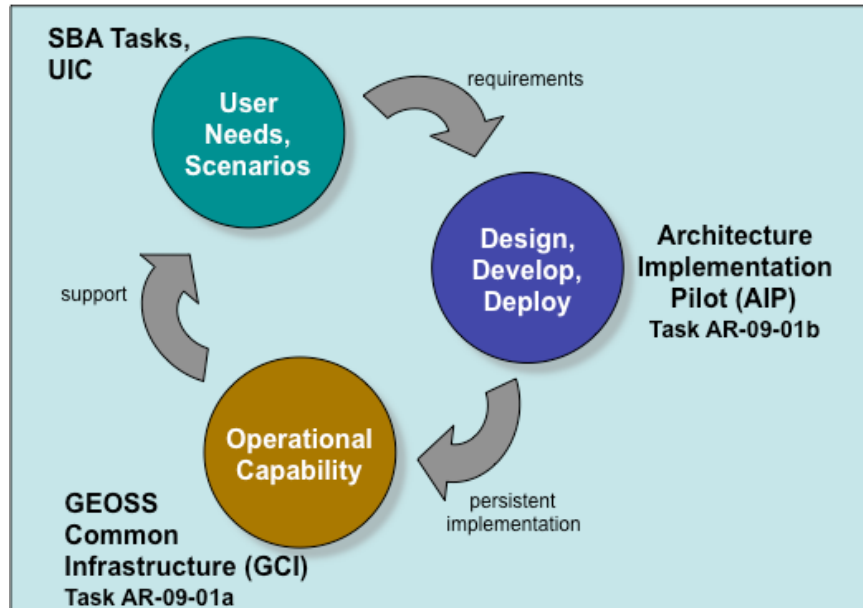 SBA Tasks,
UIC
User
Needs,
Scenarios
requirements
Design,
Develop,
Deploy
Architecture
Implementation
Pilot (AIP)
Task AR-09-01b
support
Operational
Capability
persistent
implementation
GEOSS
Common
Infrastructure (GCI)
Task AR-09-01a